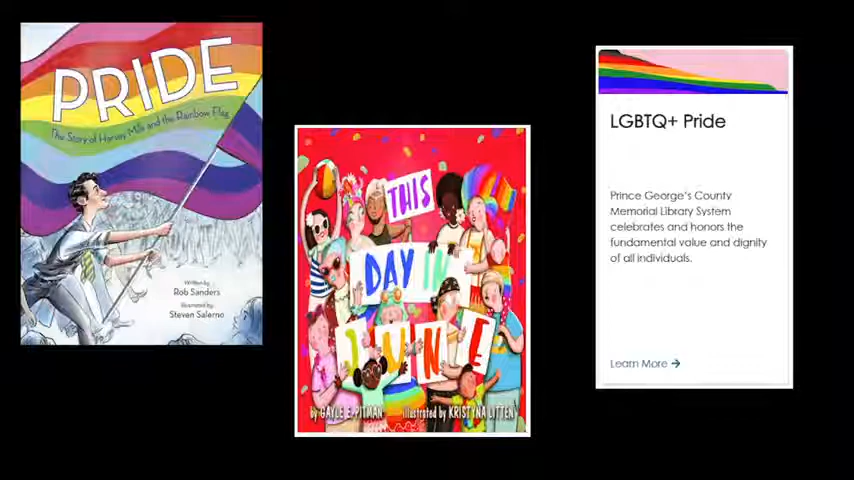 PRIDE
The Story of Harvey Milk and the Rainbow Flag
Written by
Rob Sanders
Illustrated by
Steven Salerno
THIS
DAY IN
JUNE
by GAYLE E. PITMAN illustrated by KRISTYNA LITTEN
LGBTQ+ Pride
Prince George's County
Memorial Library System
celebrates and honors the
fundamental value and dignity
of all individuals.
Learn More →